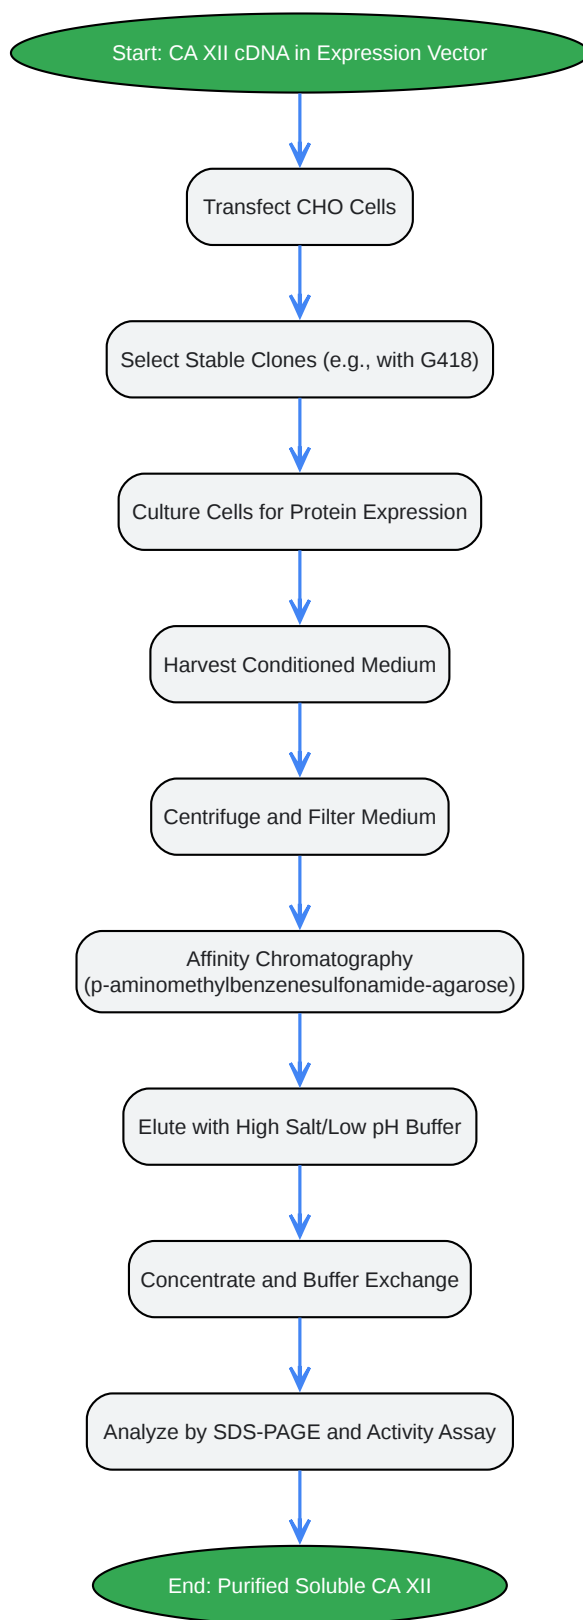 Start: CA XII cDNA in Expression Vector
Transfect CHO Cells
Select Stable Clones (e.g., with G418)
Culture Cells for Protein Expression
Harvest Conditioned Medium
Centrifuge and Filter Medium
Affinity Chromatography
(p-aminomethylbenzenesulfonamide-agarose)
Elute with High Salt/Low pH Buffer
Concentrate and Buffer Exchange
Analyze by SDS-PAGE and Activity Assay
End: Purified Soluble CA XII